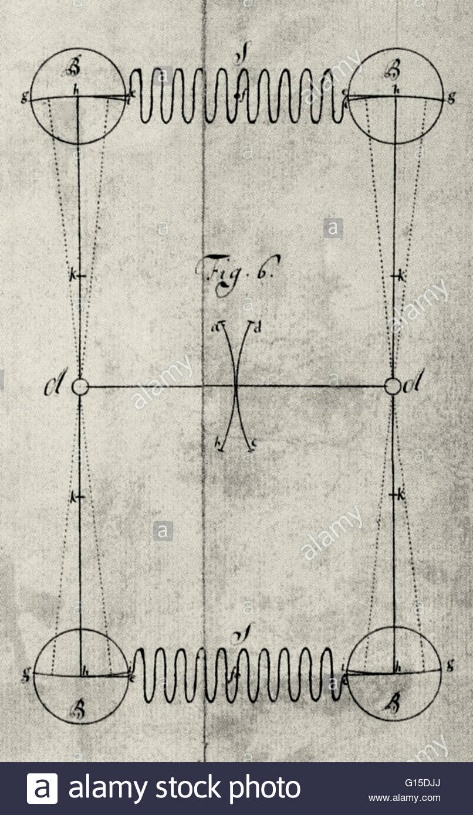 S
B B
g h i i h g
f
k k
Fig. 6.
a d
A A
b c
k k
S
g h i f i h g
B B
a alamy stock photo
G15DJJ
www.alamy.com